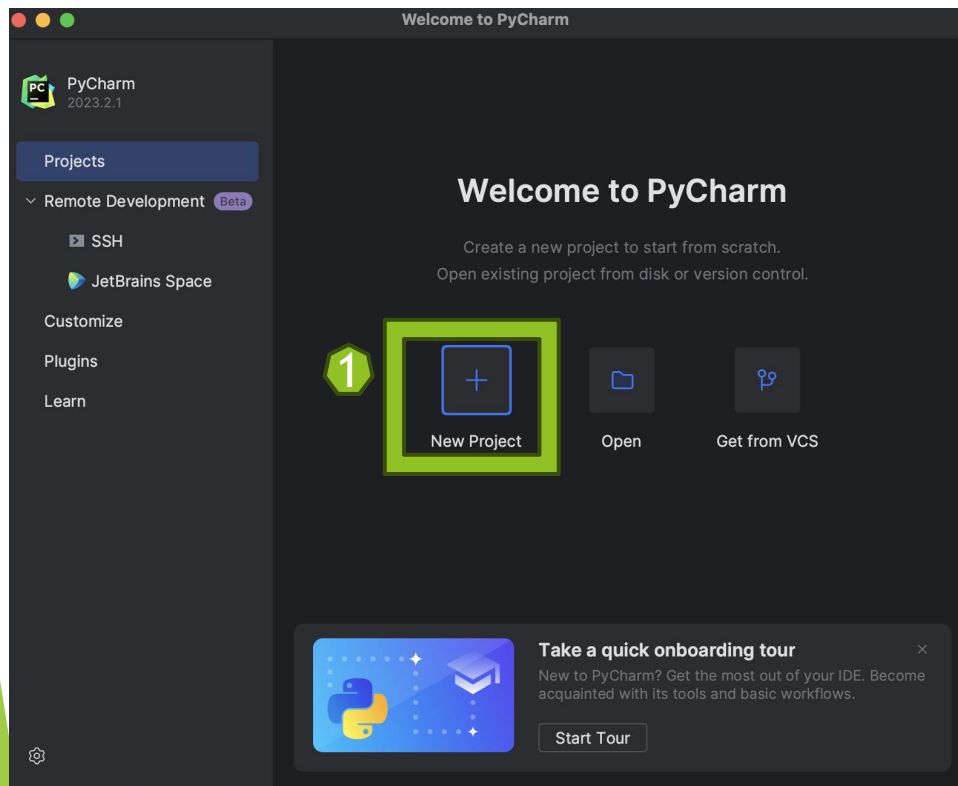 Welcome to PyCharm
PC
PyCharm
2023.2.1
Projects
Remote Development Beta
SSH
JetBrains Space
Customize
Plugins
Learn
Welcome to PyCharm
Create a new project to start from scratch.
Open existing project from disk or version control.
1
New Project
Open
Get from VCS
Take a quick onboarding tour
New to PyCharm? Get the most out of your IDE. Become
acquainted with its tools and basic workflows.
Start Tour